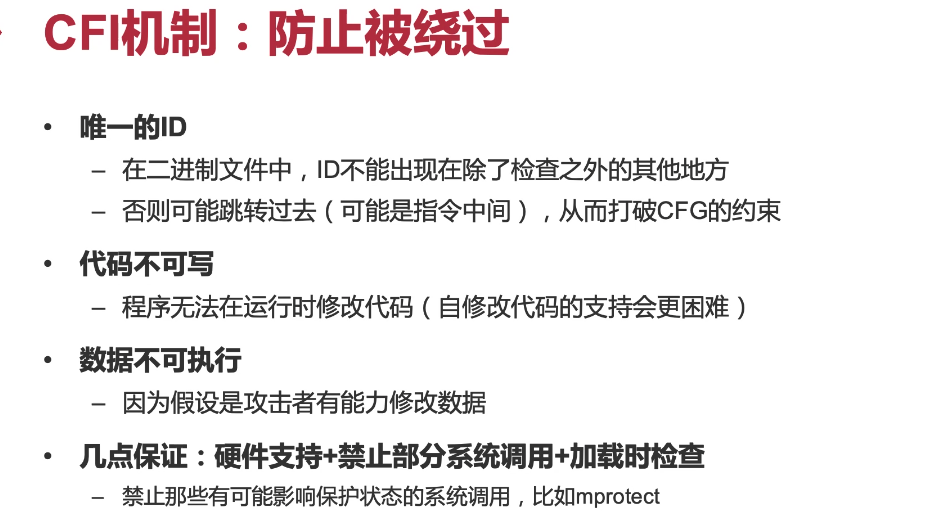 CFI机制：防止被绕过
• 唯一的ID
– 在二进制文件中，ID不能出现在除了检查之外的其他地方
– 否则可能跳转过去（可能是指令中间），从而打破CFG的约束
• 代码不可写
– 程序无法在运行时修改代码（自修改代码的支持会更困难）
• 数据不可执行
– 因为假设是攻击者有能力修改数据
• 几点保证：硬件支持+禁止部分系统调用+加载时检查
– 禁止那些有可能影响保护状态的系统调用，比如mprotect